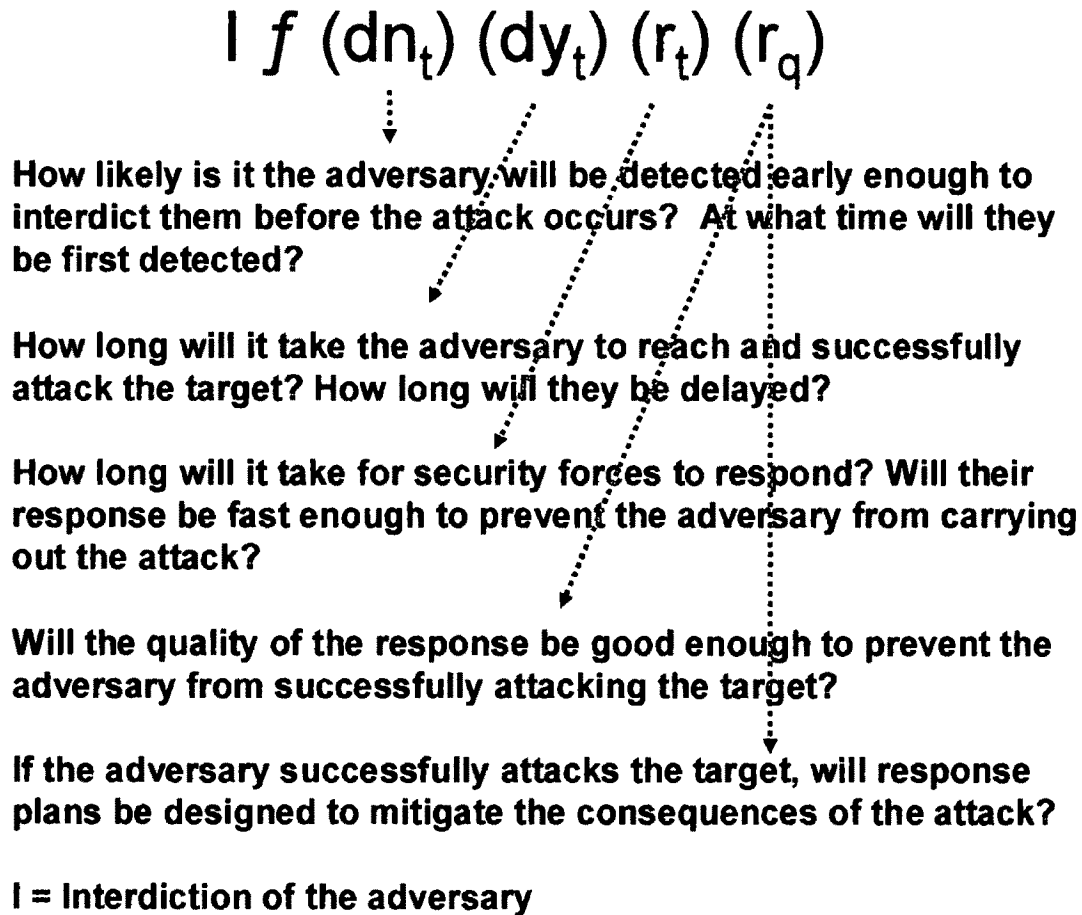 I f (dnₜ) (dyₜ) (rₜ) (r_q)
How likely is it the adversary will be detected early enough to
interdict them before the attack occurs? At what time will they
be first detected?
How long will it take the adversary to reach and successfully
attack the target? How long will they be delayed?
How long will it take for security forces to respond? Will their
response be fast enough to prevent the adversary from carrying
out the attack?
Will the quality of the response be good enough to prevent the
adversary from successfully attacking the target?
If the adversary successfully attacks the target, will response
plans be designed to mitigate the consequences of the attack?
I = Interdiction of the adversary